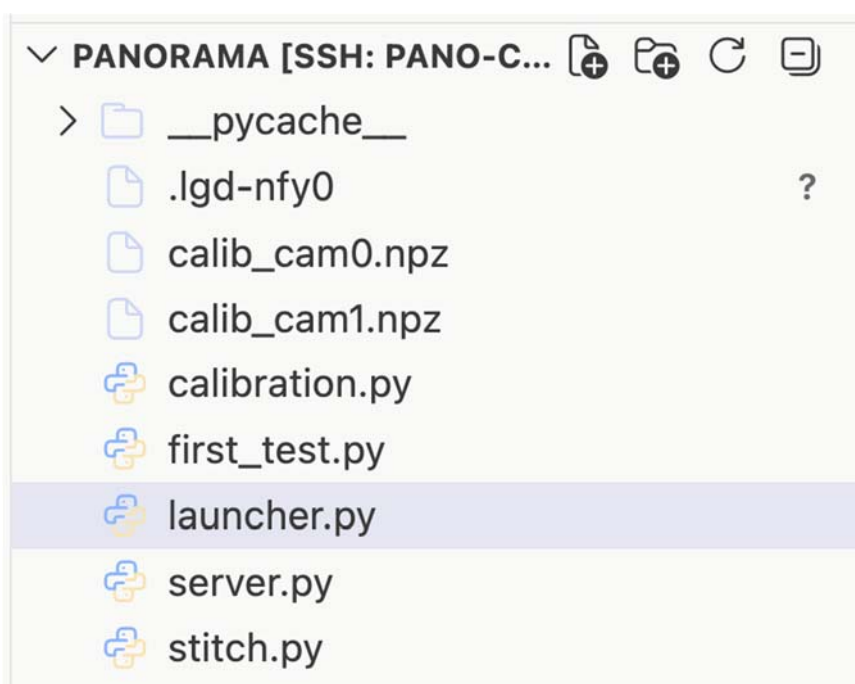 PANORAMA [SSH: PANO-C...
__pycache__
.lgd-nfy0 ?
calib_cam0.npz
calib_cam1.npz
calibration.py
first_test.py
launcher.py
server.py
stitch.py